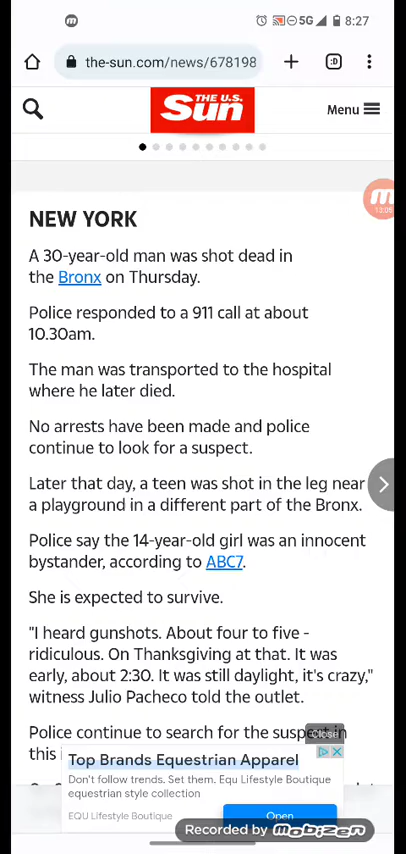 5G 8:27
the-sun.com/news/678198
:D
THE U.S.
Sun
Menu
NEW YORK
13:05
A 30-year-old man was shot dead in
the Bronx on Thursday.
Police responded to a 911 call at about
10.30am.
The man was transported to the hospital
where he later died.
No arrests have been made and police
continue to look for a suspect.
Later that day, a teen was shot in the leg near
a playground in a different part of the Bronx.
Police say the 14-year-old girl was an innocent
bystander, according to ABC7.
She is expected to survive.
"I heard gunshots. About four to five -
ridiculous. On Thanksgiving at that. It was
early, about 2:30. It was still daylight, it's crazy,"
witness Julio Pacheco told the outlet.
Police continue to search for the suspect in
Close
this
Top Brands Equestrian Apparel
Don't follow trends. Set them. Equ Lifestyle Boutique
equestrian style collection
EQU Lifestyle Boutique
Open
Recorded by mobizen